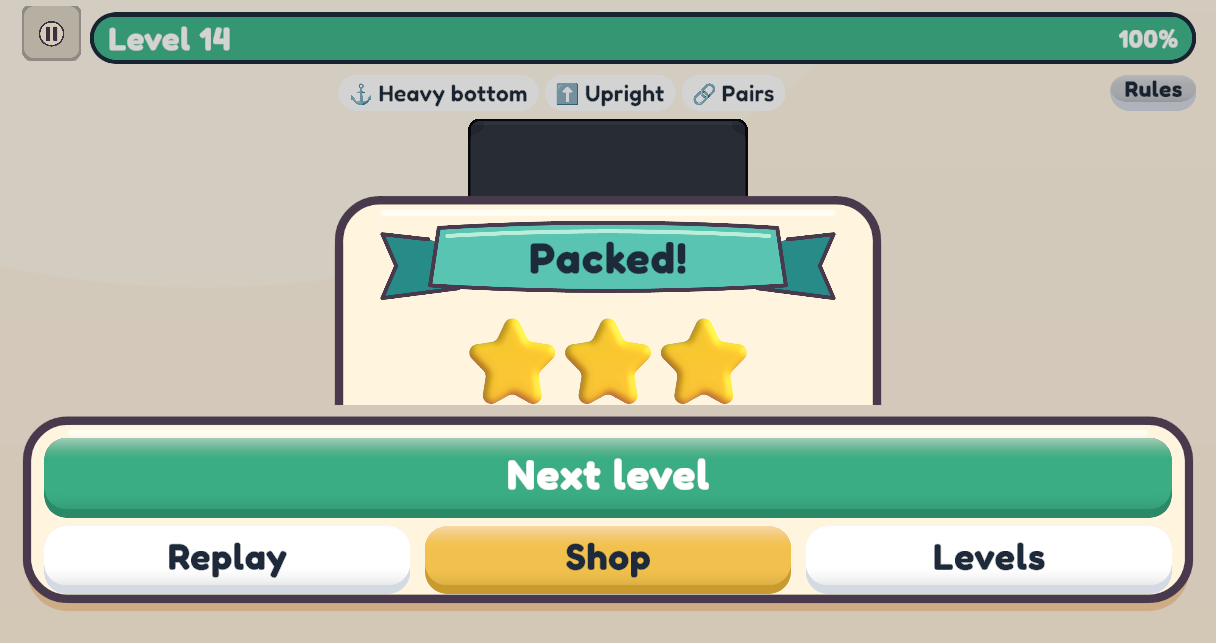 Level 14
100%
Heavy bottom
Upright
Pairs
Rules
Packed!
Next level
Replay
Shop
Levels